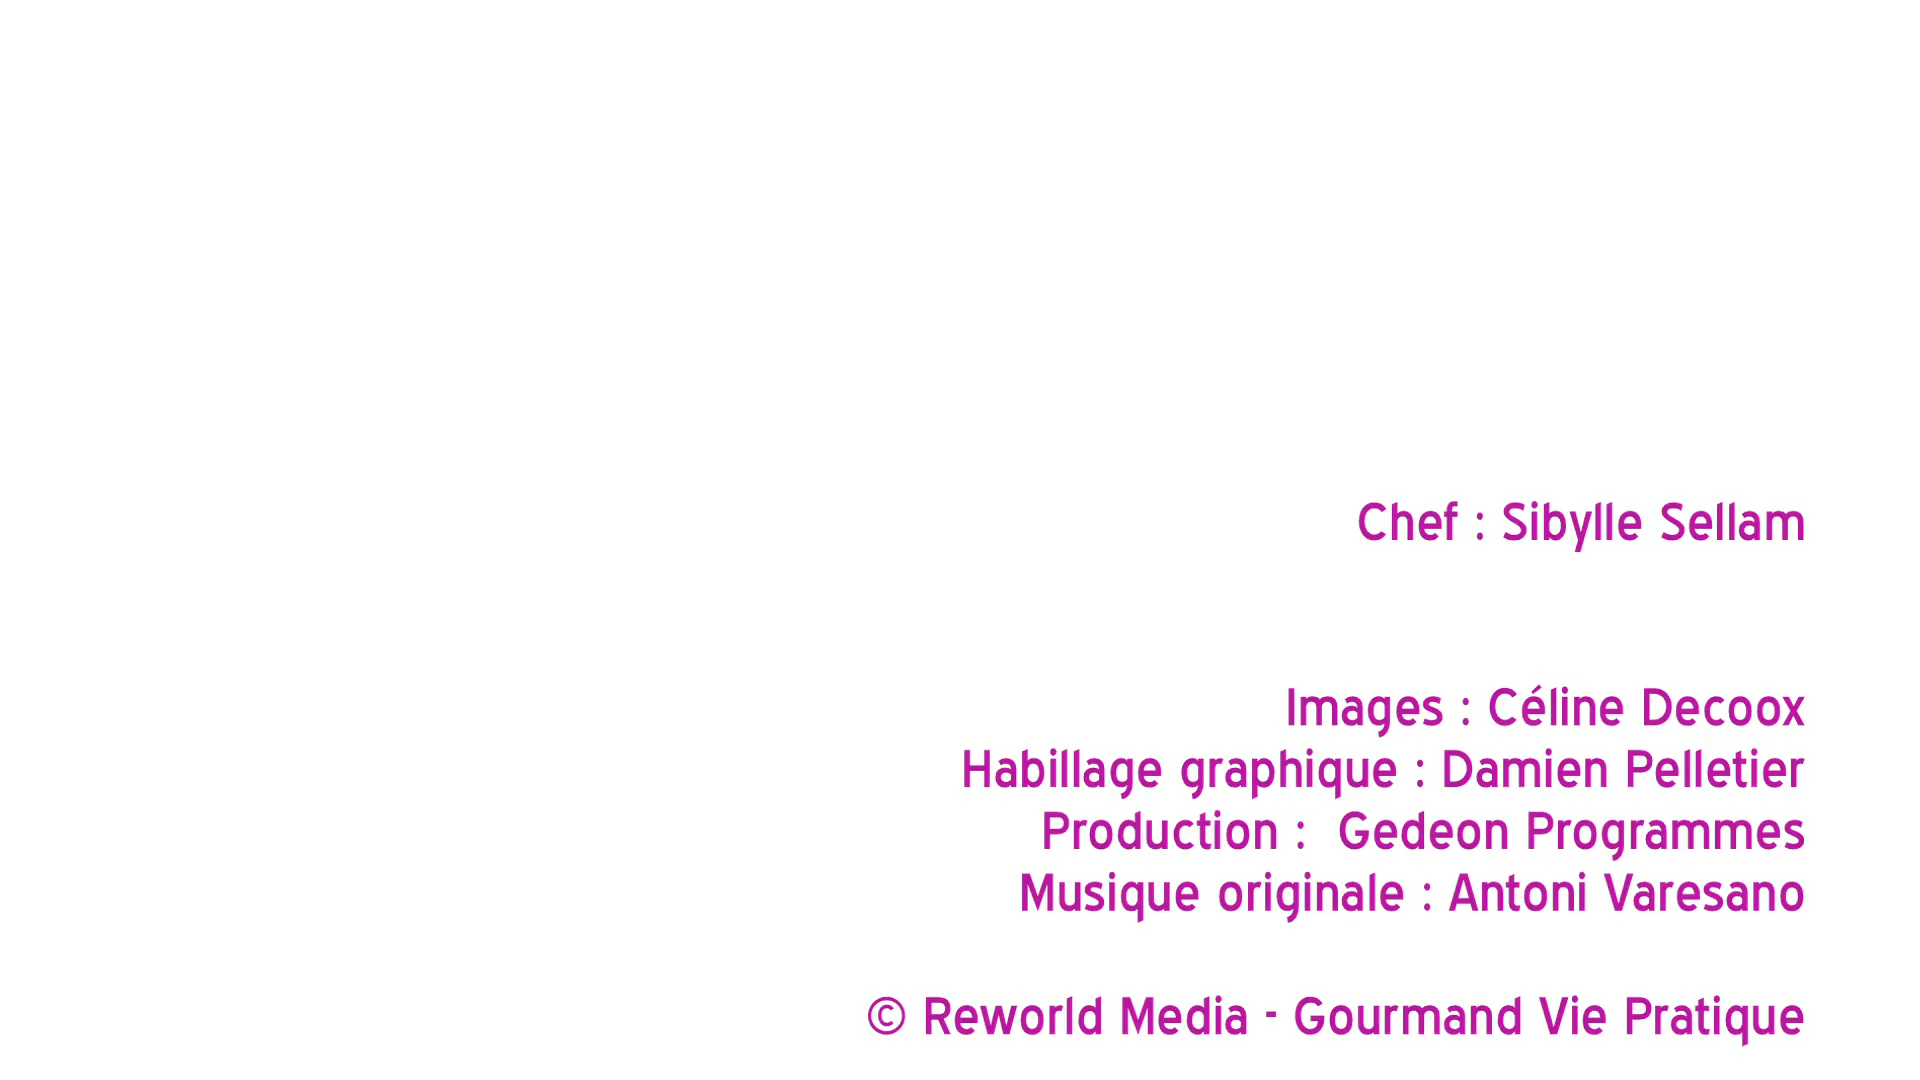 Chef : Sibylle Sellam
Images : Céline Decoox
Habillage graphique : Damien Pelletier
Production :  Gedeon Programmes
Musique originale : Antoni Varesano
© Reworld Media - Gourmand Vie Pratique